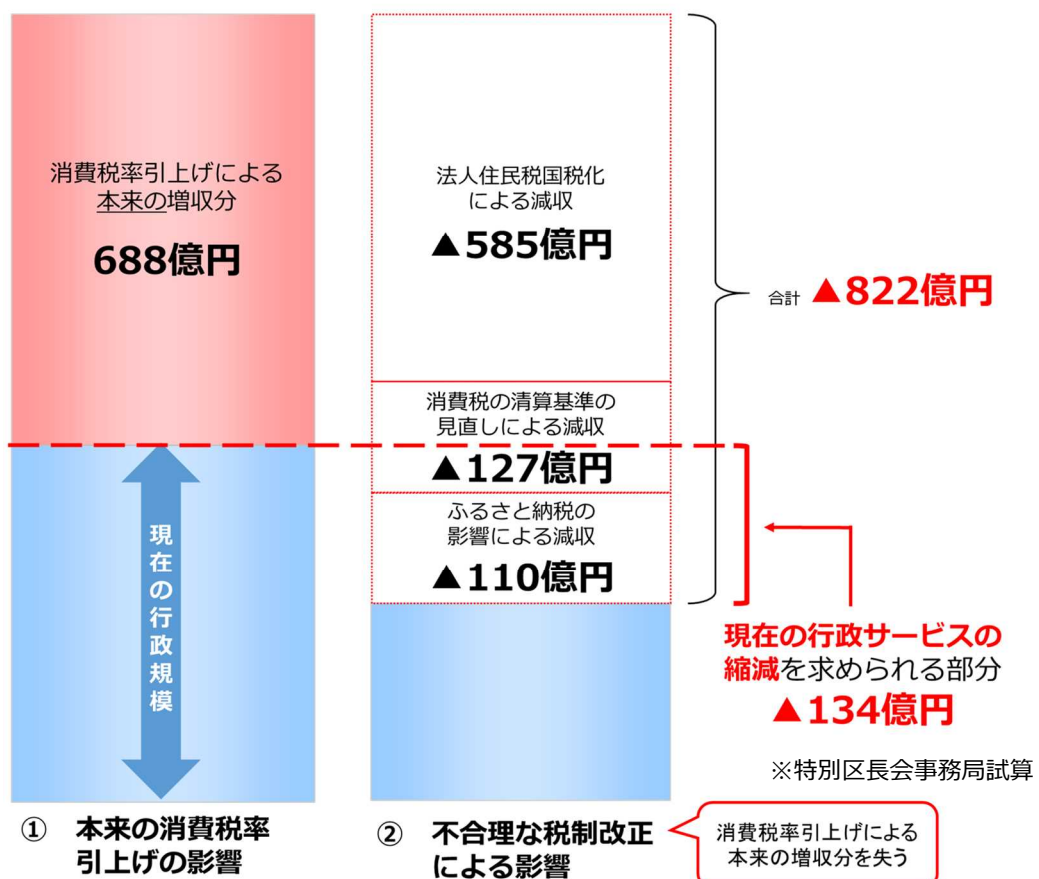 消費税率引上げによる
本来の増収分
688億円
現在の行政規模
① 本来の消費税率
引上げの影響
法人住民税国税化
による減収
▲585億円
消費税の清算基準の
見直しによる減収
▲127億円
ふるさと納税の
影響による減収
▲110億円
② 不合理な税制改正
による影響
合計 ▲822億円
現在の行政サービスの
縮減を求められる部分
▲134億円
※特別区長会事務局試算
消費税率引上げによる
本来の増収分を失う